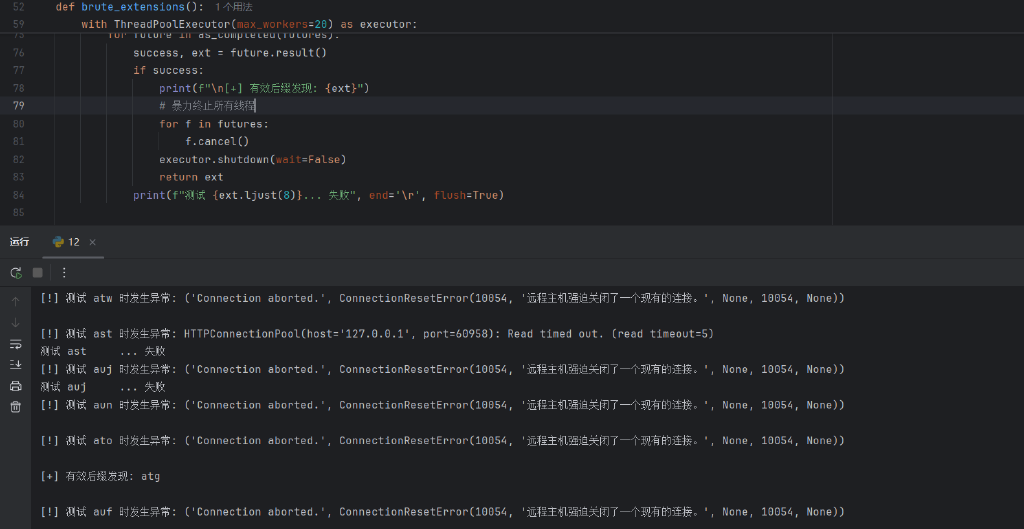 52 def brute_extensions(): 1个用法
59 with ThreadPoolExecutor(max_workers=20) as executor:
75 for future in as_completed(futures):
76 success, ext = future.result()
77 if success:
78 print(f"\n[+] 有效后缀发现: {ext}")
79 # 暴力终止所有线程
80 for f in futures:
81 f.cancel()
82 executor.shutdown(wait=False)
83 return ext
84 print(f"测试 {ext.ljust(8)}... 失败", end='\r', flush=True)
85
运行 12 ×
[!] 测试 atw 时发生异常: ('Connection aborted.', ConnectionResetError(10054, '远程主机强迫关闭了一个现有的连接。', None, 10054, None))
[!] 测试 ast 时发生异常: HTTPConnectionPool(host='127.0.0.1', port=60958): Read timed out. (read timeout=5)
测试 ast     ... 失败
[!] 测试 auj 时发生异常: ('Connection aborted.', ConnectionResetError(10054, '远程主机强迫关闭了一个现有的连接。', None, 10054, None))
测试 auj     ... 失败
[!] 测试 aun 时发生异常: ('Connection aborted.', ConnectionResetError(10054, '远程主机强迫关闭了一个现有的连接。', None, 10054, None))
[!] 测试 ato 时发生异常: ('Connection aborted.', ConnectionResetError(10054, '远程主机强迫关闭了一个现有的连接。', None, 10054, None))
[+] 有效后缀发现: atg
[!] 测试 auf 时发生异常: ('Connection aborted.', ConnectionResetError(10054, '远程主机强迫关闭了一个现有的连接。', None, 10054, None))